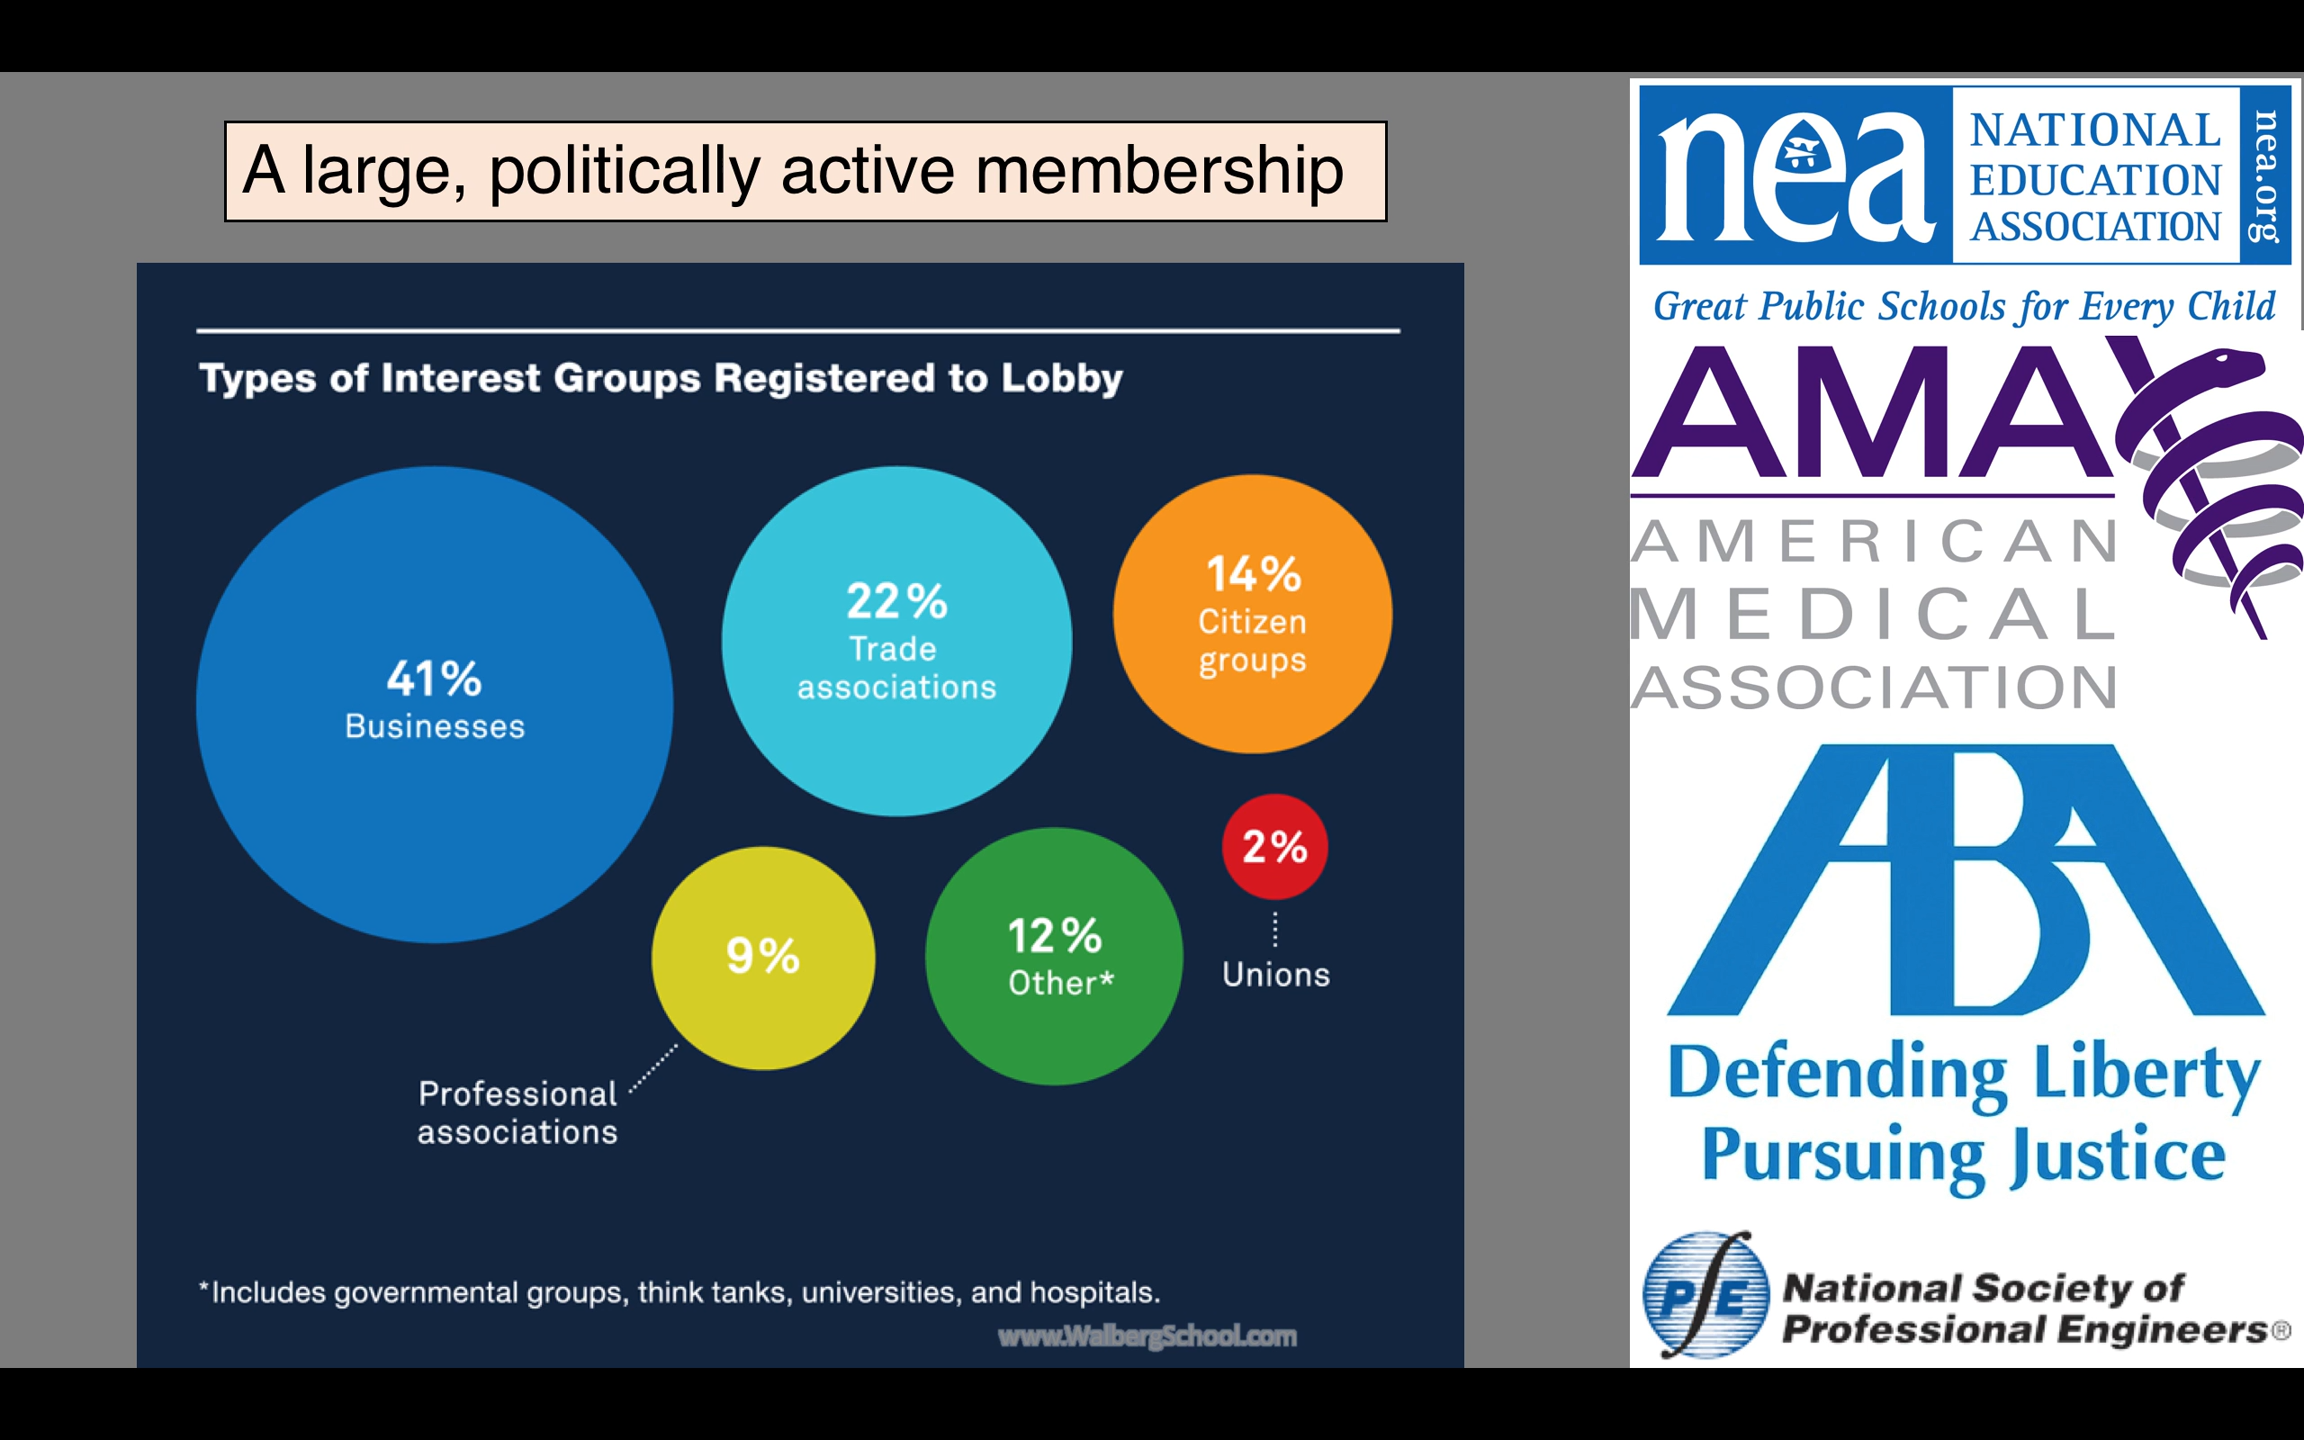 A large, politically active membership
Types of Interest Groups Registered to Lobby
41%
Businesses
22%
Trade
associations
14%
Citizen
groups
9%
Professional
associations
12%
Other*
2%
Unions
*Includes governmental groups, think tanks, universities, and hospitals.
www.WalbergSchool.com
nea
NATIONAL
EDUCATION
ASSOCIATION
nea.org
Great Public Schools for Every Child
AMA
AMERICAN
MEDICAL
ASSOCIATION
ABA
Defending Liberty
Pursuing Justice
PSE
National Society of
Professional Engineers®